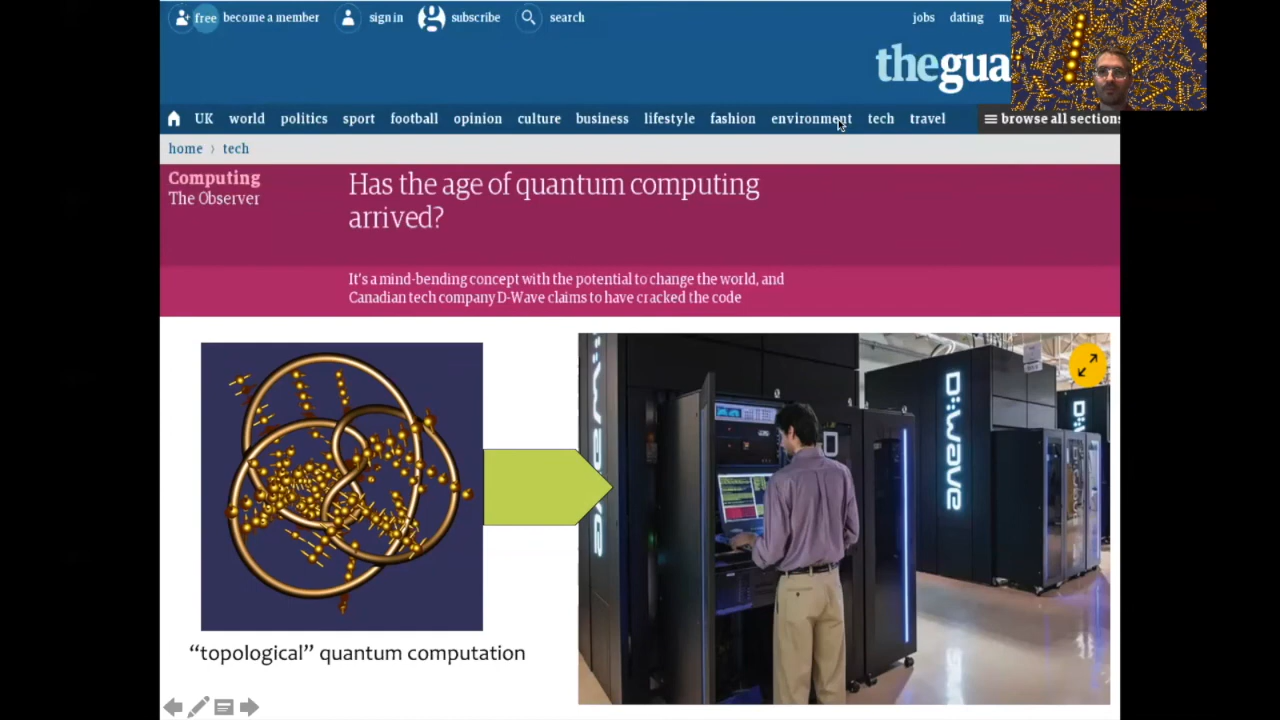 free become a member sign in subscribe search jobs dating
thegua
UK world politics sport football opinion culture business lifestyle fashion environment tech travel browse all sections
home › tech
Computing
The Observer
Has the age of quantum computing
arrived?
It's a mind-bending concept with the potential to change the world, and
Canadian tech company D-Wave claims to have cracked the code
D:Wave
D:Wave
“topological” quantum computation